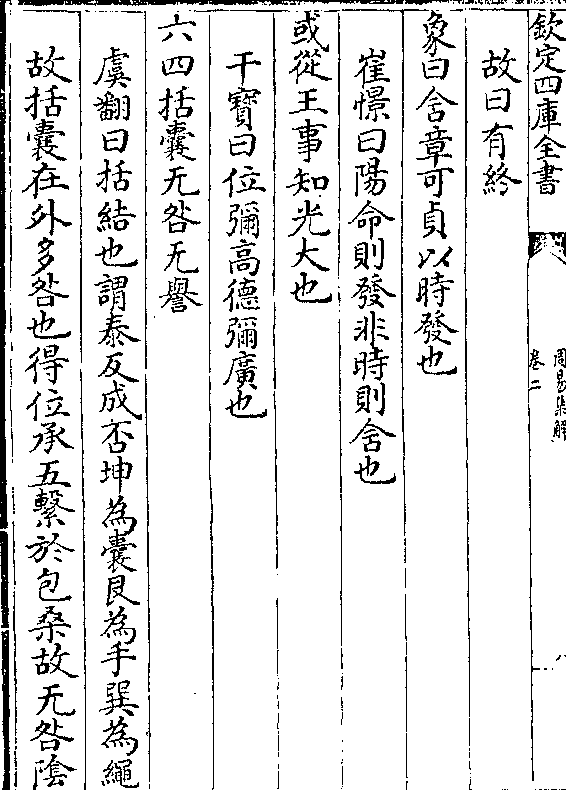 欽定四庫全書
周易集解
卷二
八
故曰有終
象曰含章可貞以時發也
崔憬曰陽命則發非時則含也
或從王事知光大也
干寶曰位彌高德彌廣也
六四括囊无咎无譽
虞翻曰括結也謂泰反成否坤為囊艮為手巽為繩
故括囊在外多咎也得位承五繫於包桑故无咎陰